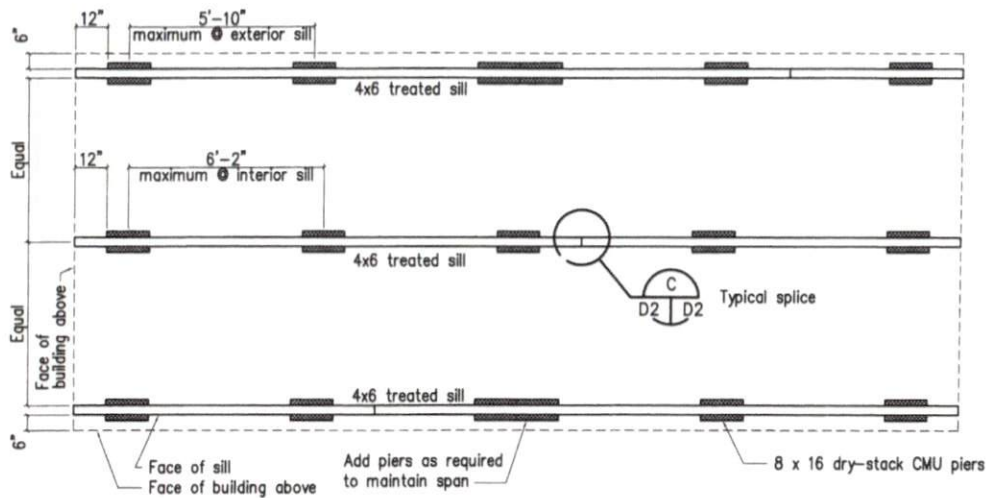 12"
5'-10"
maximum @ exterior sill
6"
4x6 treated sill
Equal
12"
6'-2"
maximum @ interior sill
4x6 treated sill
C
D2 D2
Typical splice
Equal
Face of
building above
4x6 treated sill
6"
Face of sill
Face of building above
Add piers as required
to maintain span
8 x 16 dry-stack CMU piers